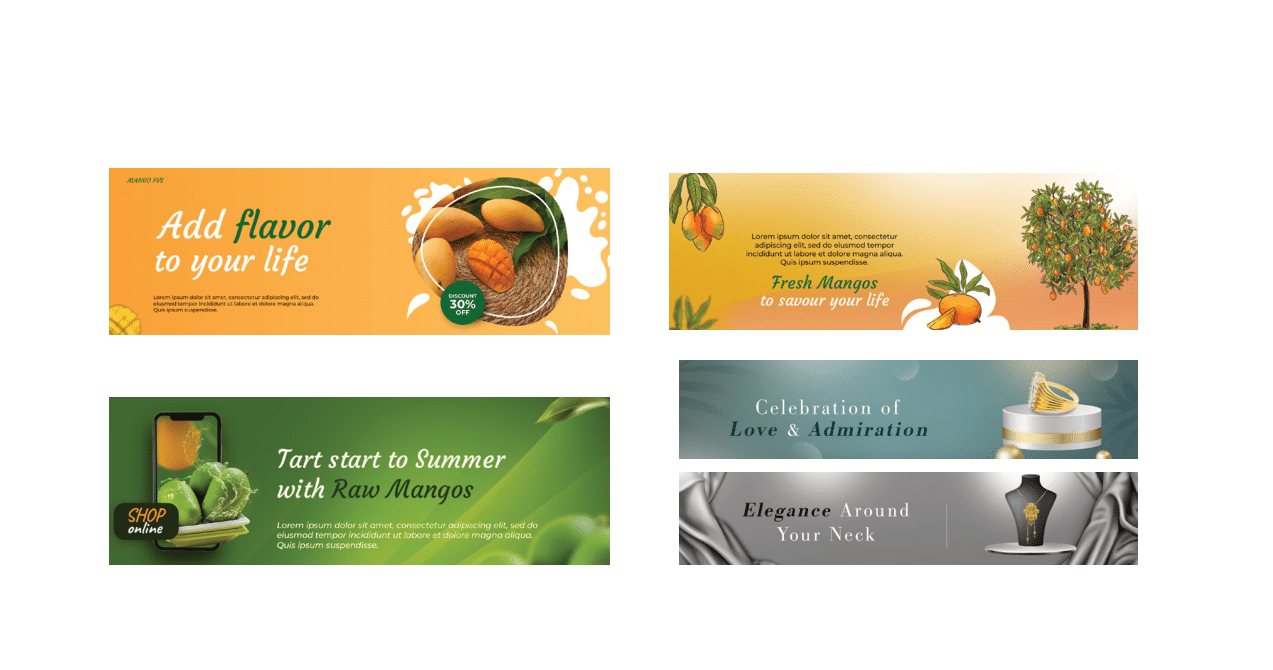 MANGO PVI
Add flavor
to your life
Lorem ipsum dolor sit amet, consectetur adipiscing elit, sed do
eiusmod tempor incididunt ut labore et dolore magna aliqua.
Quis ipsum suspendisse.
DISCOUNT
30%
OFF
Lorem ipsum dolor sit amet, consectetur
adipiscing elit, sed do eiusmod tempor
incididunt ut labore et dolore magna aliqua.
Quis ipsum suspendisse.
Fresh Mangos
to savour your life
Tart start to Summer
with Raw Mangos
Lorem ipsum dolor sit amet, consectetur adipiscing elit, sed do
eiusmod tempor incididunt ut labore et dolore magna aliqua.
Quis ipsum suspendisse.
SHOP
online
Celebration of
Love & Admiration
Elegance Around
Your Neck